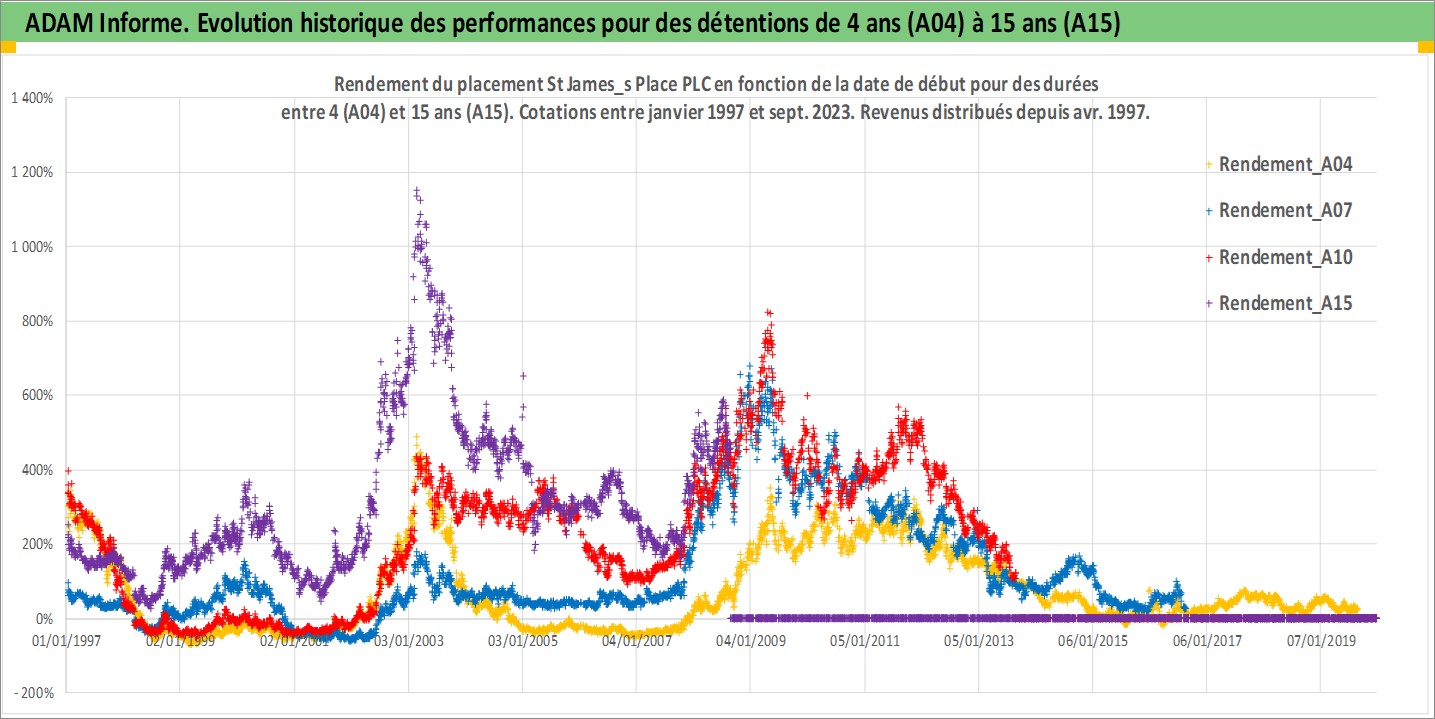 ADAM Informe. Evolution historique des performances pour des détentions de 4 ans (A04) à 15 ans (A15)
Rendement du placement St James_s Place PLC en fonction de la date de début pour des durées
entre 4 (A04) et 15 ans (A15). Cotations entre janvier 1997 et sept. 2023. Revenus distribués depuis avr. 1997.
1 400%
1 200%
1 000%
800%
600%
400%
200%
0%
-200%
Rendement_A04
Rendement_A07
Rendement_A10
Rendement_A15
01/01/1997 02/01/1999 02/01/2001 03/01/2003 03/01/2005 04/01/2007 04/01/2009 05/01/2011 05/01/2013 06/01/2015 06/01/2017 07/01/2019